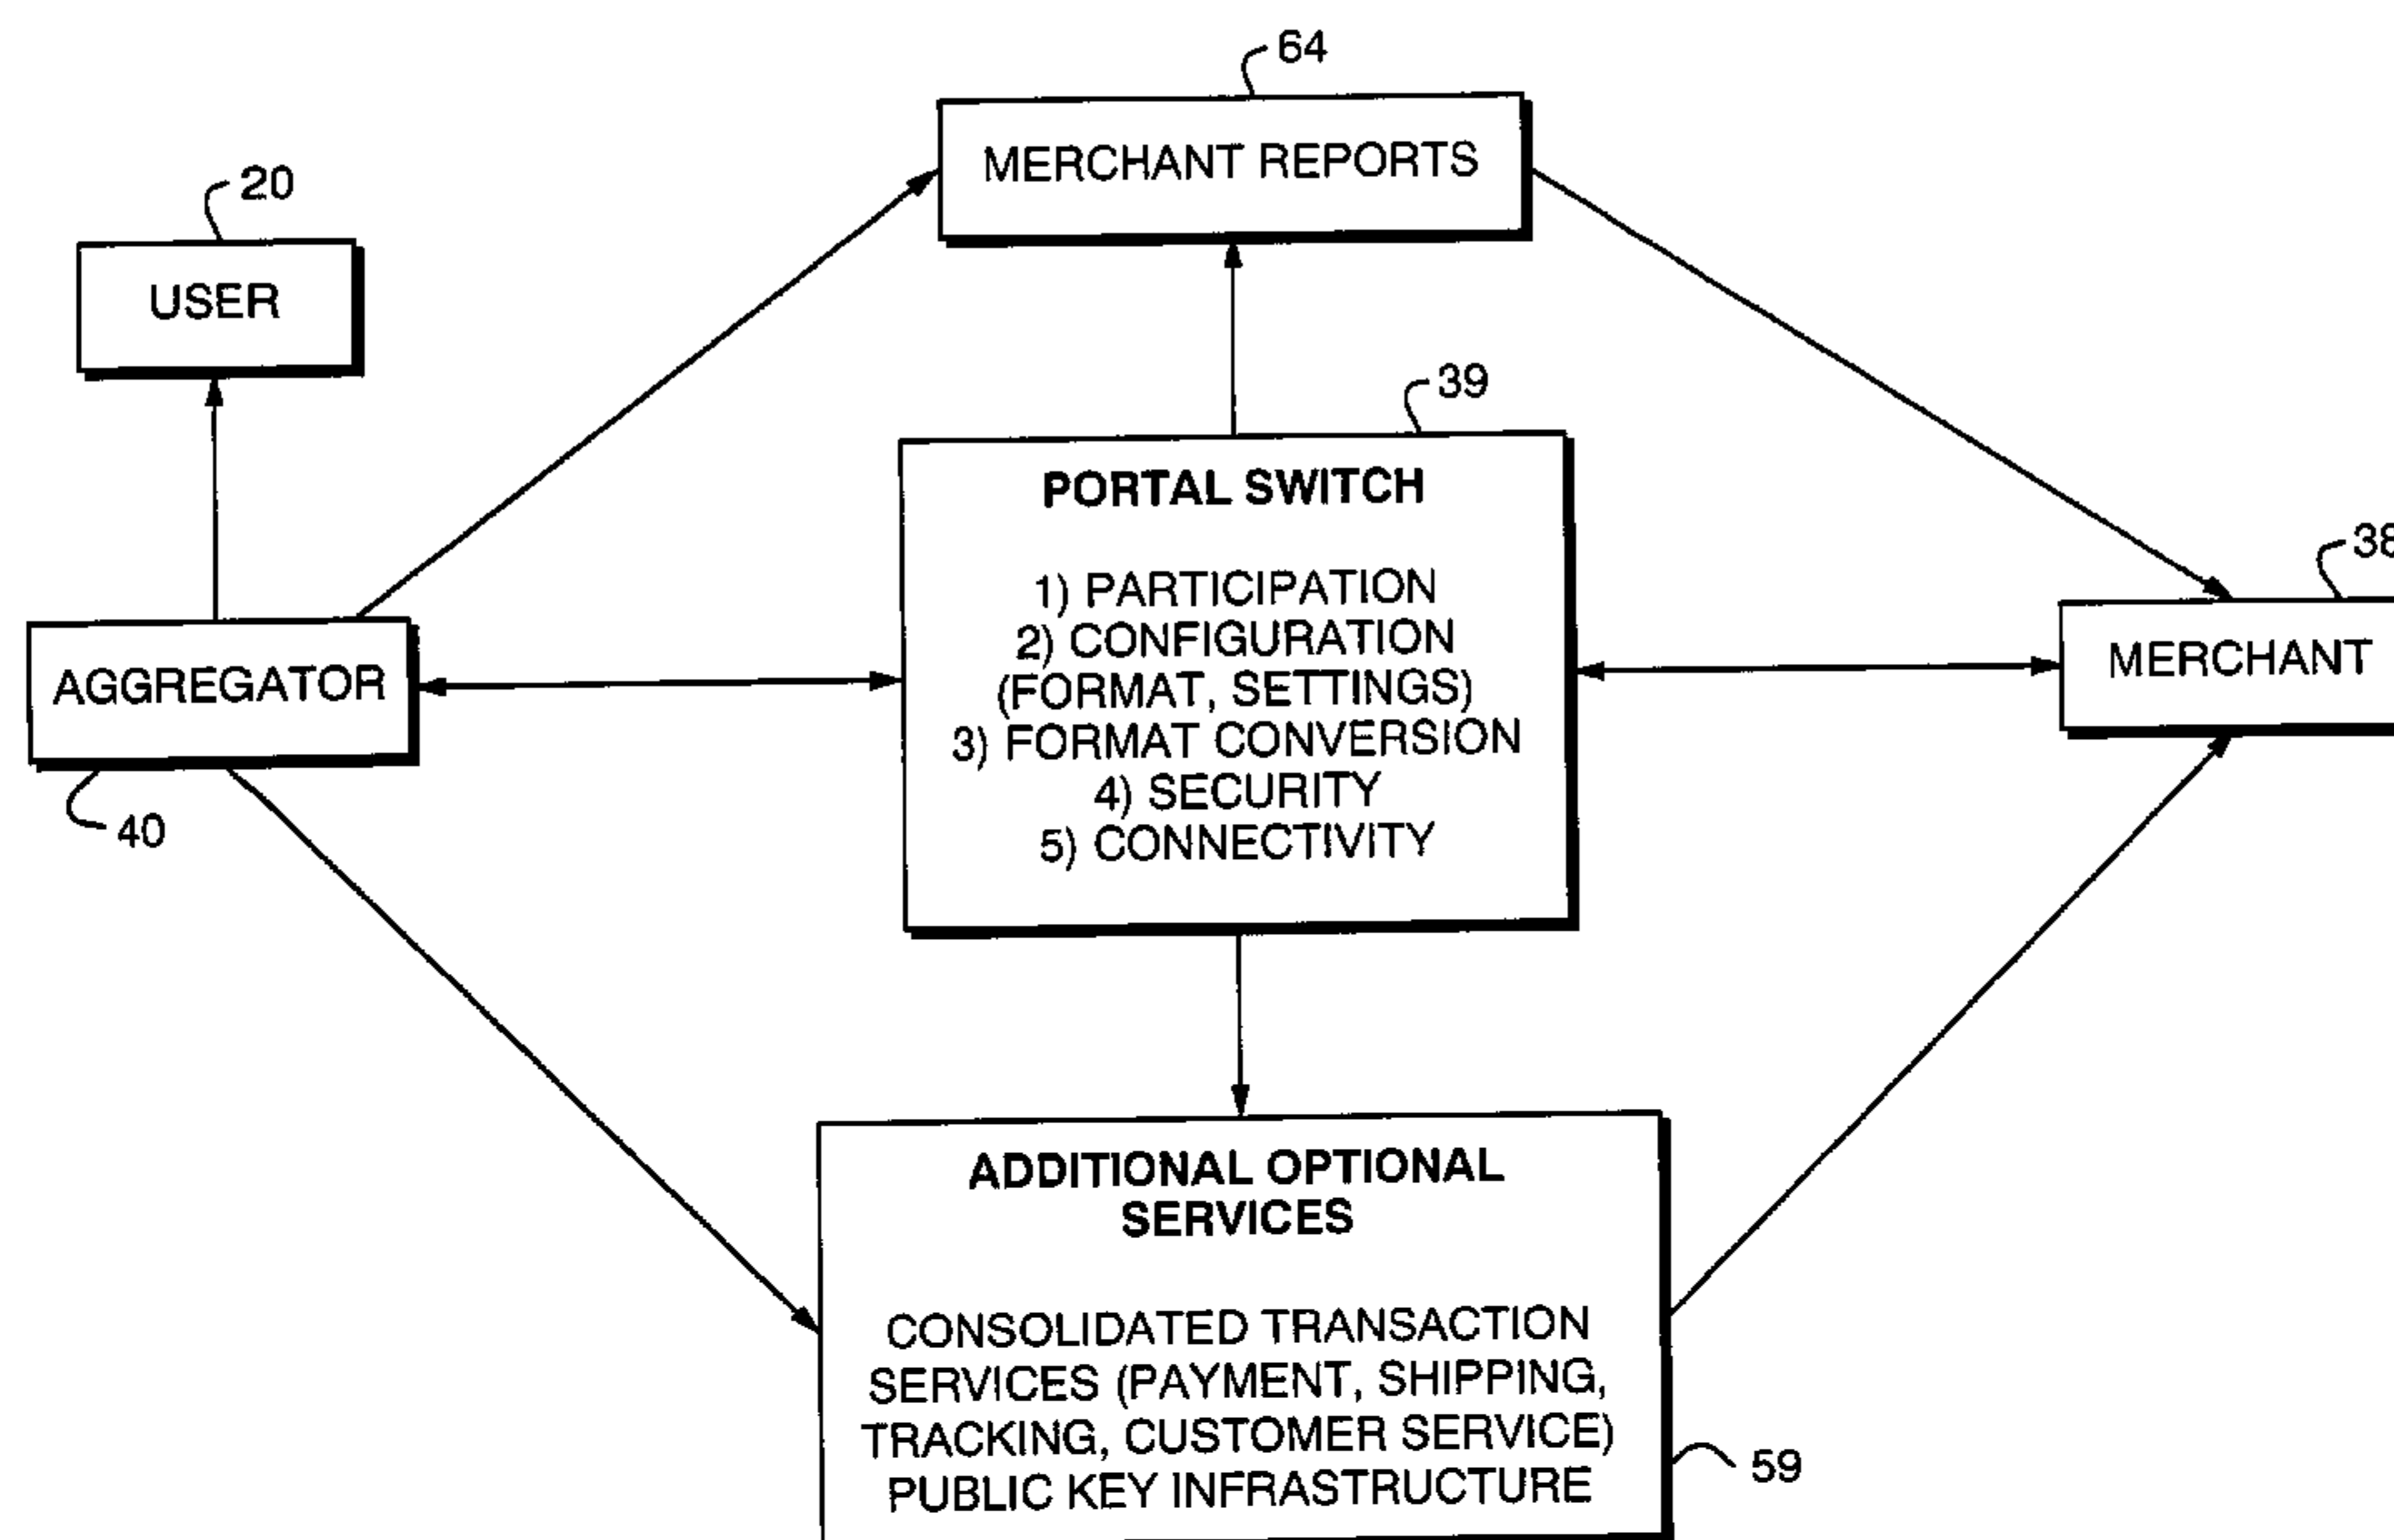 64
MERCHANT REPORTS
20
USER
39
PORTAL SWITCH
1) PARTICIPATION
2) CONFIGURATION
(FORMAT, SETTINGS)
3) FORMAT CONVERSION
4) SECURITY
5) CONNECTIVITY
38
MERCHANT
AGGREGATOR
40
ADDITIONAL OPTIONAL
SERVICES
CONSOLIDATED TRANSACTION
SERVICES (PAYMENT, SHIPPING,
TRACKING, CUSTOMER SERVICE)
PUBLIC KEY INFRASTRUCTURE
59